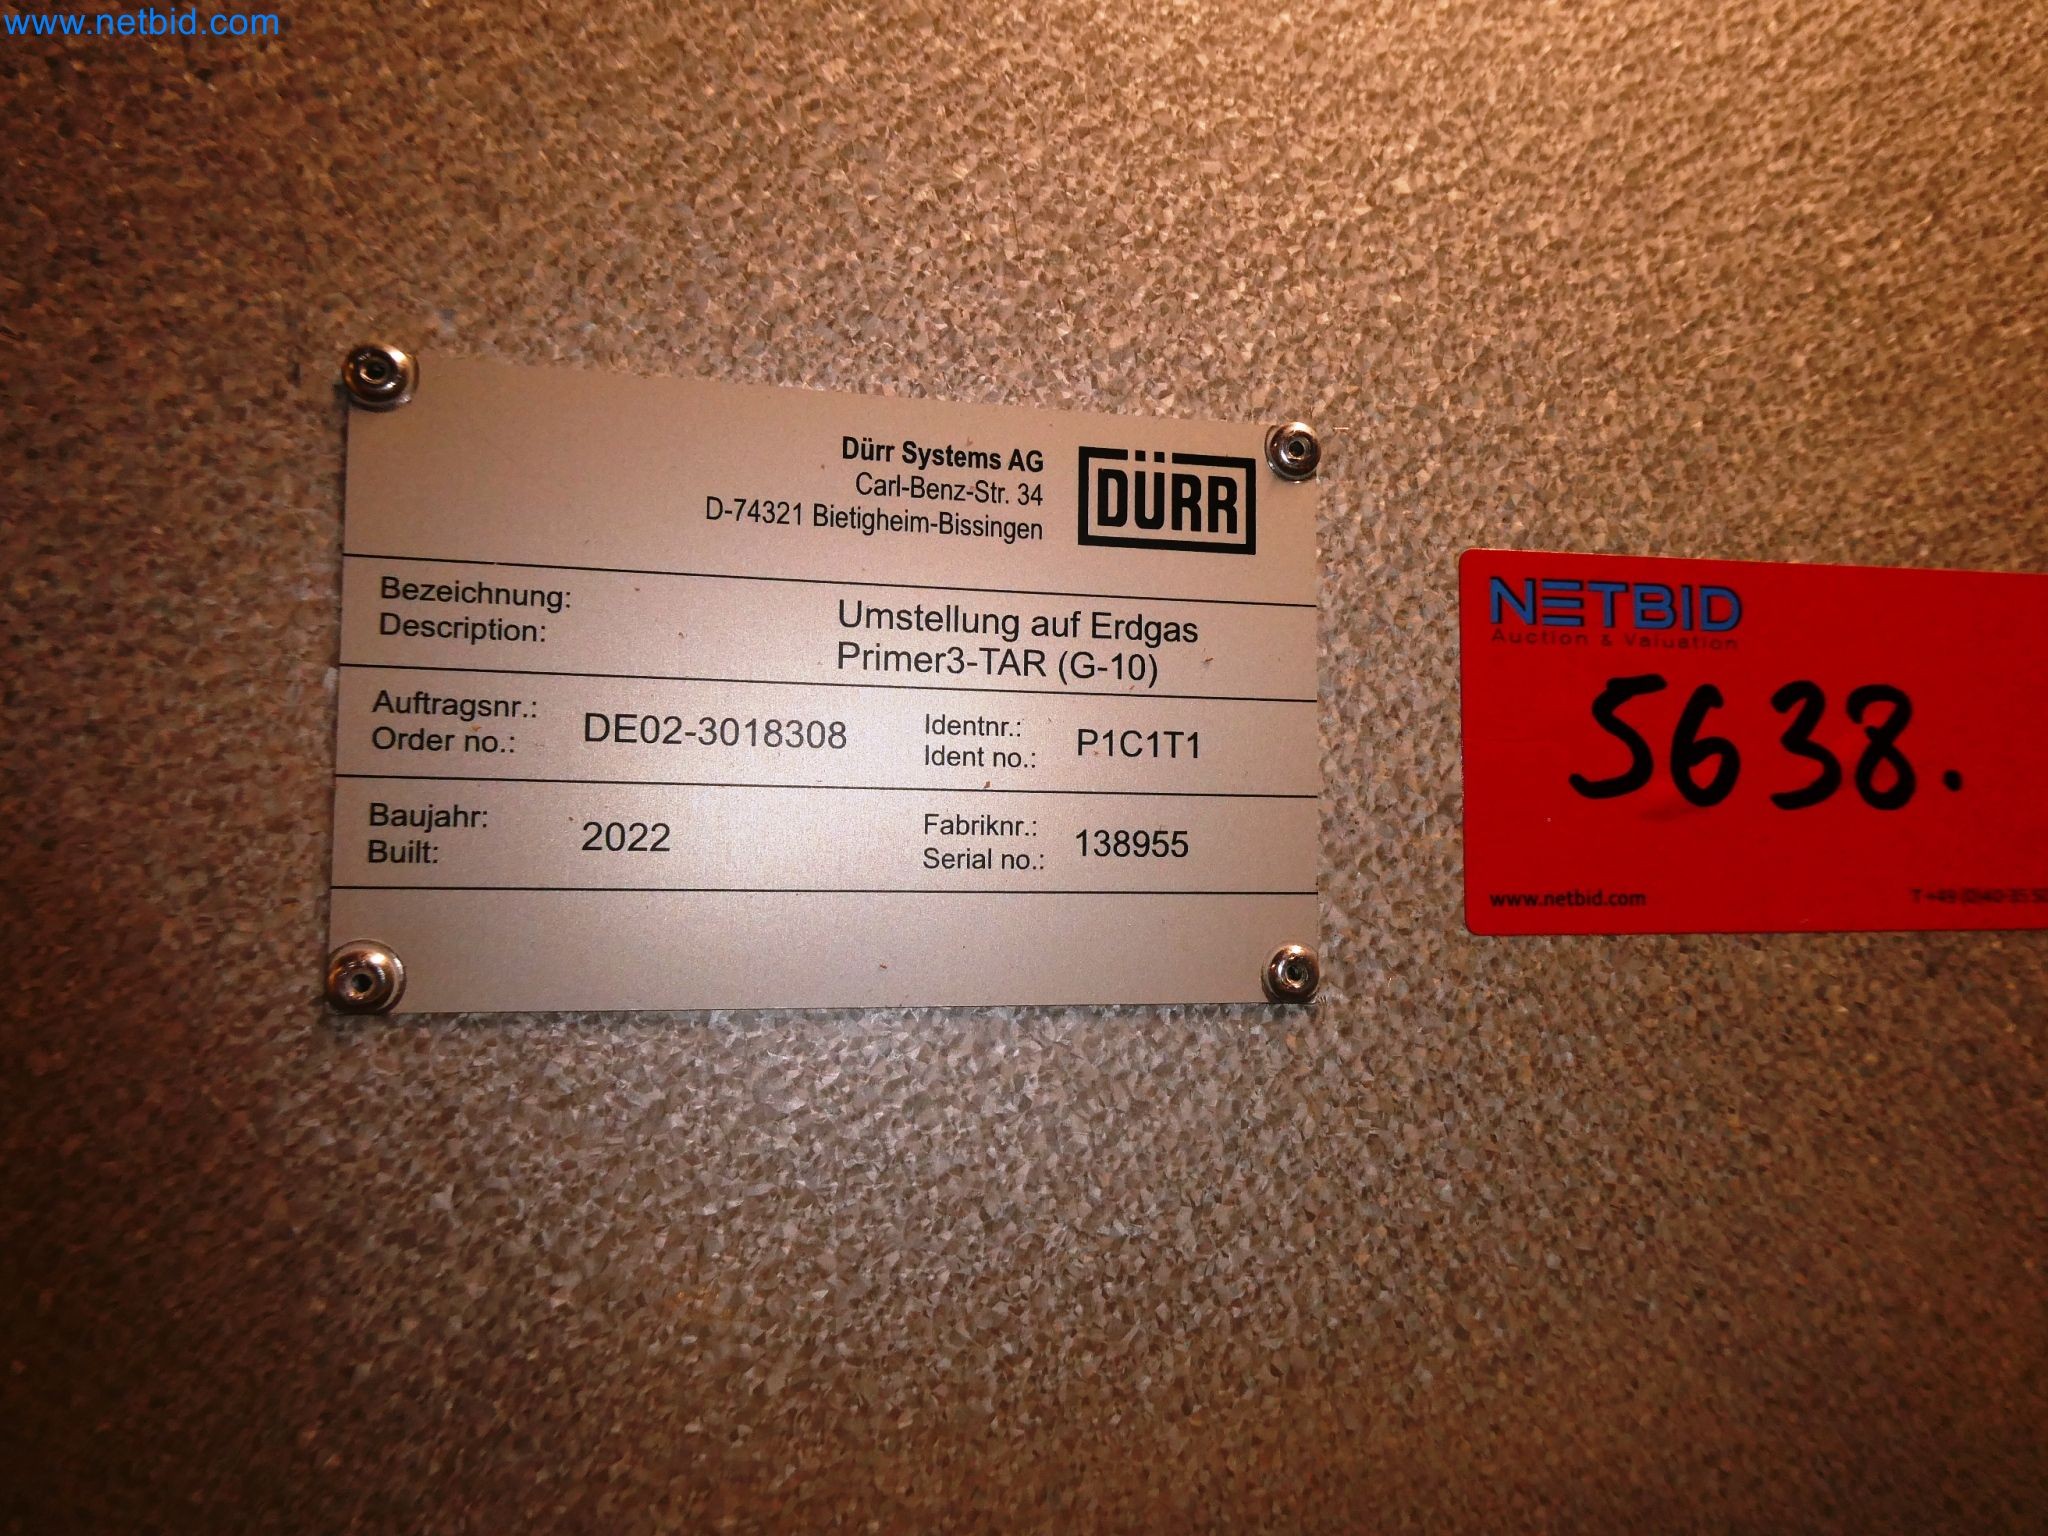 www.netbid.com
Dürr Systems AG
Carl-Benz-Str. 34
D-74321 Bietigheim-Bissingen
DÜRR
Bezeichnung:
Description:
Umstellung auf Erdgas
Primer3-TAR (G-10)
Auftragsnr.:
Order no.:
DE02-3018308
Identnr.:
Ident no.:
P1C1T1
Baujahr:
Built:
2022
Fabriknr.:
Serial no.:
138955
NETBID
Auction & Valuation
5638.
www.netbid.com